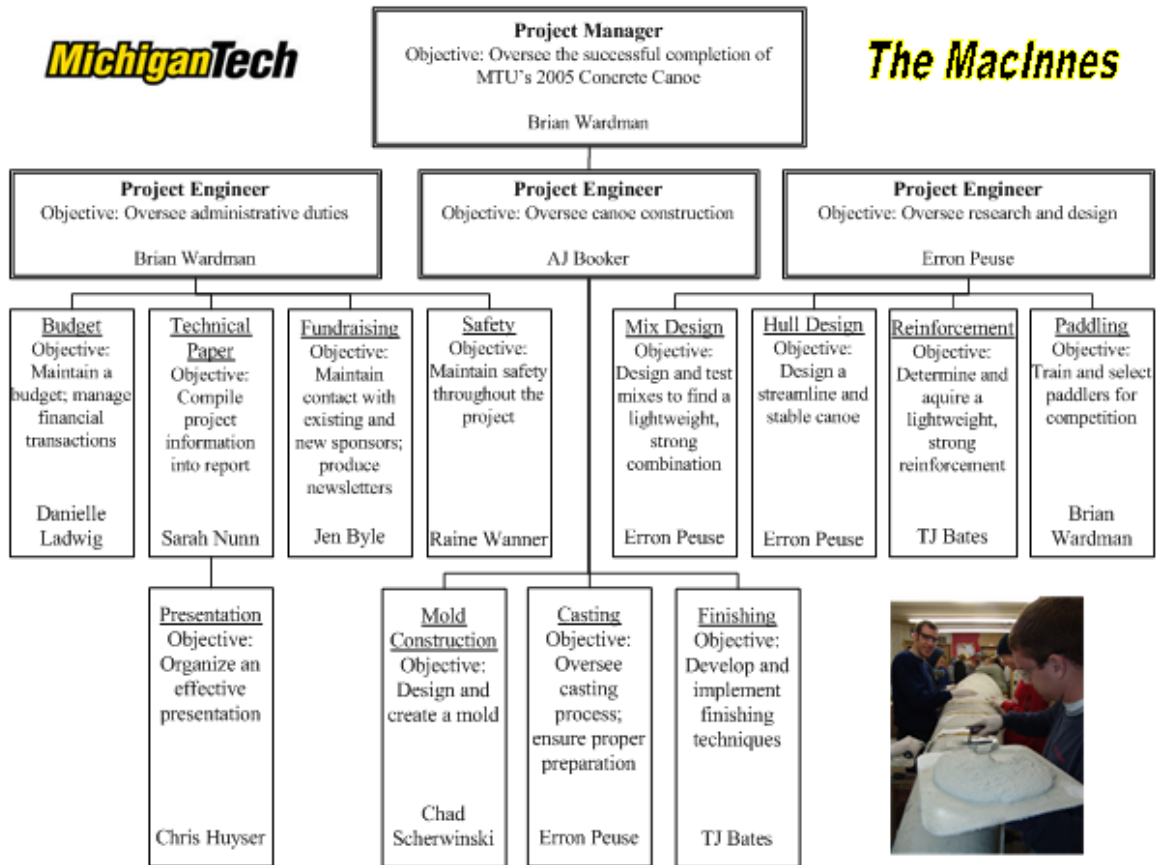 MichiganTech
The MacInnes
Project Manager
Objective: Oversee the successful completion of
MTU's 2005 Concrete Canoe
Brian Wardman
Project Engineer
Objective: Oversee administrative duties
Brian Wardman
Project Engineer
Objective: Oversee canoe construction
AJ Booker
Project Engineer
Objective: Oversee research and design
Erron Peuse
Budget
Objective:
Maintain a
budget; manage
financial
transactions
Danielle
Ladwig
Technical
Paper
Objective:
Compile
project
information
into report
Sarah Nunn
Fundraising
Objective:
Maintain
contact with
existing and
new sponsors;
produce
newsletters
Jen Byle
Safety
Objective:
Maintain safety
throughout the
project
Raine Wanner
Mix Design
Objective:
Design and test
mixes to find a
lightweight,
strong
combination
Erron Peuse
Hull Design
Objective:
Design a
streamline and
stable canoe
Erron Peuse
Reinforcement
Objective:
Determine and
aquire a
lightweight,
strong
reinforcement
TJ Bates
Paddling
Objective:
Train and select
paddlers for
competition
Brian
Wardman
Presentation
Objective:
Organize an
effective
presentation
Chris Huyser
Mold
Construction
Objective:
Design and
create a mold
Chad
Scherwinski
Casting
Objective:
Oversee
casting
process;
ensure proper
preparation
Erron Peuse
Finishing
Objective:
Develop and
implement
finishing
techniques
TJ Bates